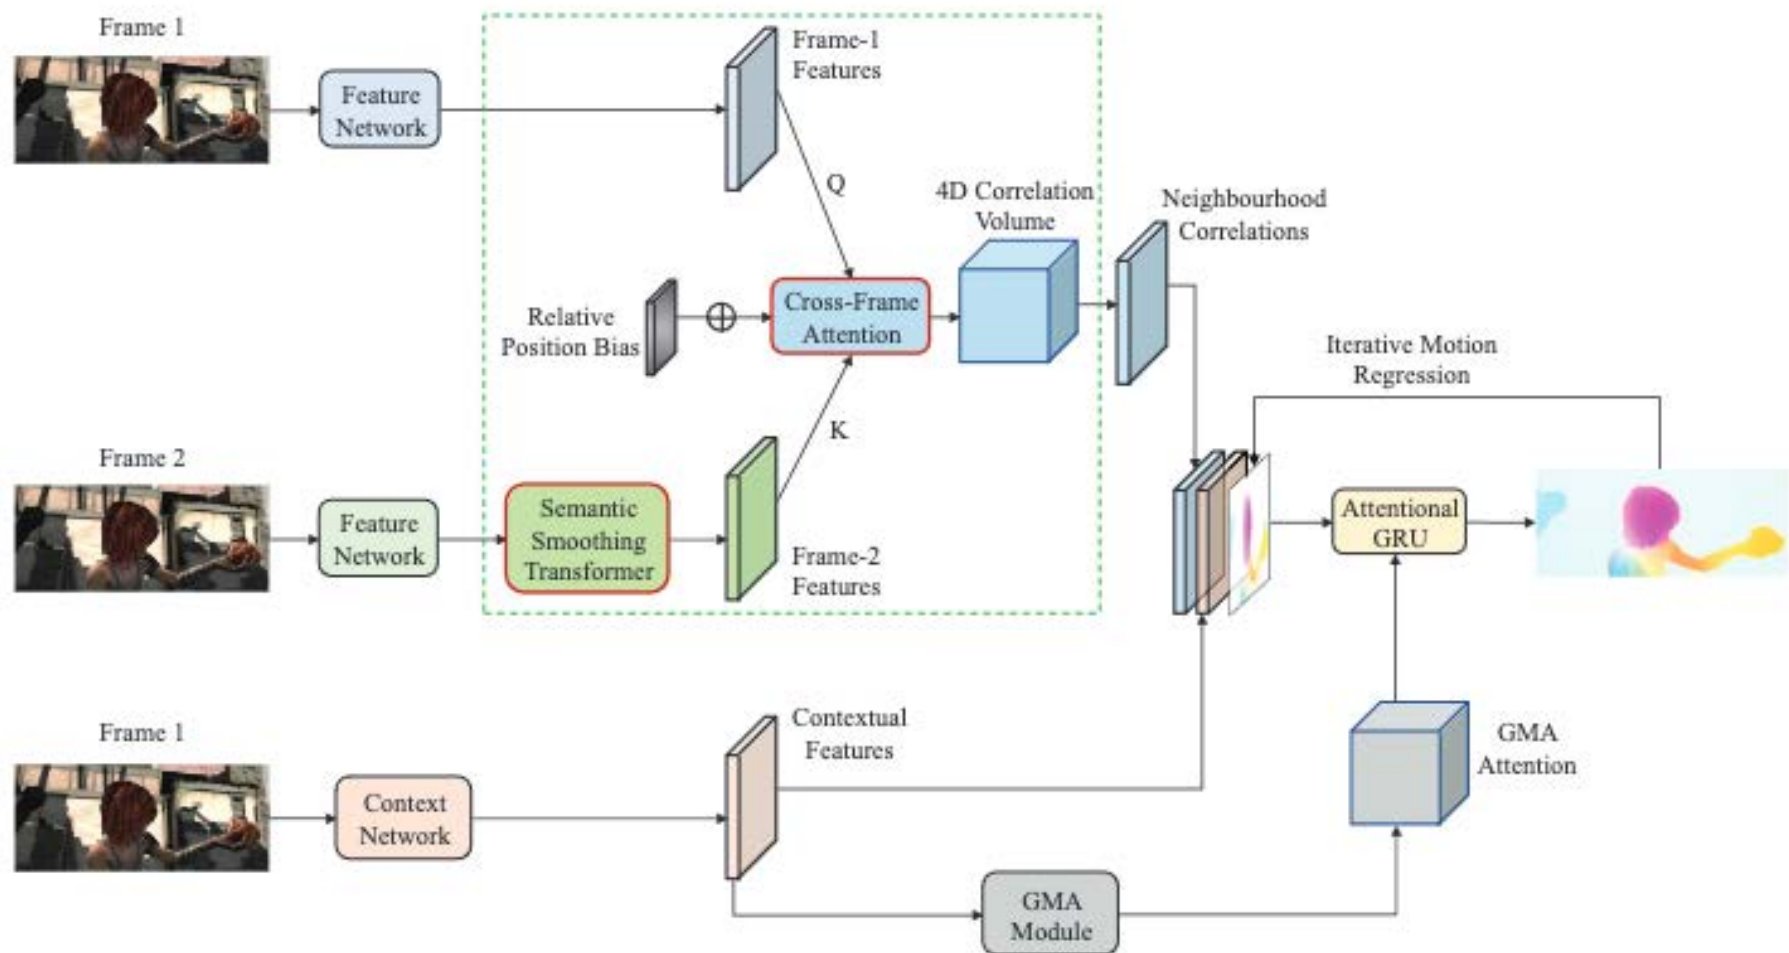 Frame 1
Feature
Network
Frame-1
Features
Q
4D Correlation
Volume
Neighbourhood
Correlations
Relative
Position Bias
Cross-Frame
Attention
Iterative Motion
Regression
K
Frame 2
Feature
Network
Semantic
Smoothing
Transformer
Frame-2
Features
Attentional
GRU
Frame 1
Context
Network
Contextual
Features
GMA
Attention
GMA
Module